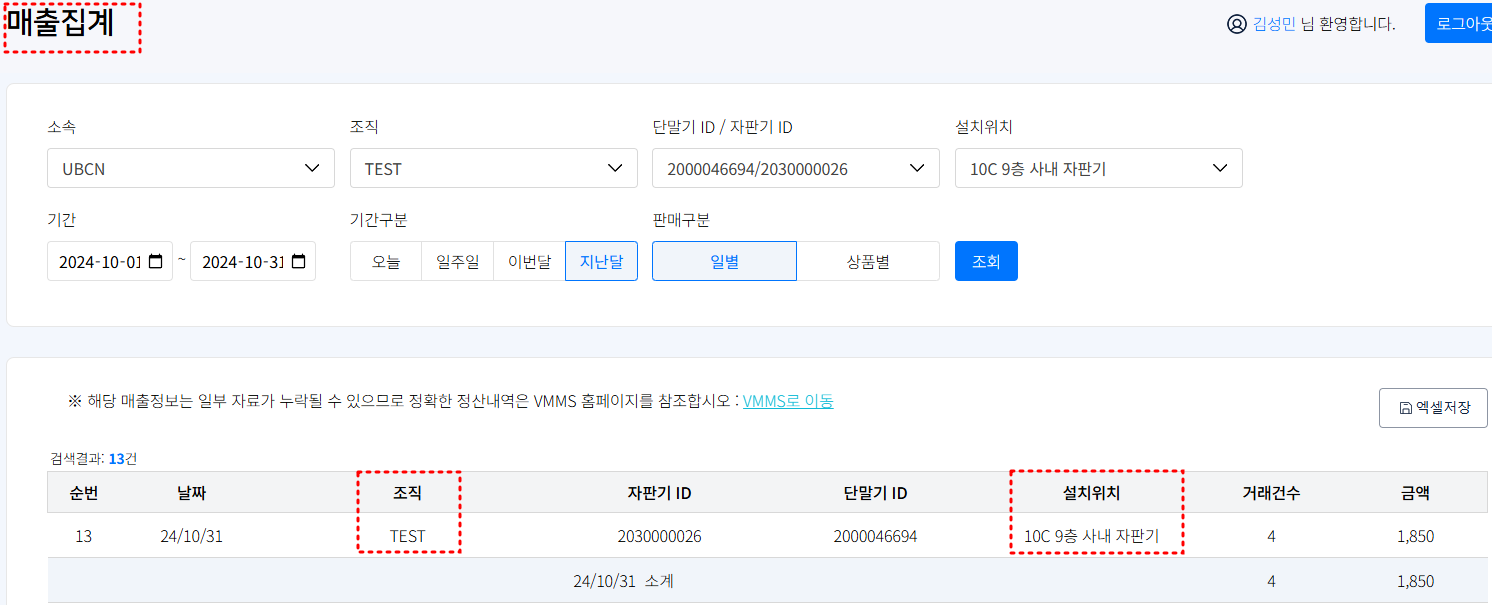 매출집계
김성민 님 환영합니다.
로그아웃
소속 조직 단말기 ID / 자판기 ID 설치위치
UBCN TEST 2000046694/2030000026 10C 9층 사내 자판기
기간 기간구분 판매구분
2024-10-01 ~ 2024-10-31 오늘 일주일 이번달 지난달 일별 상품별 조회
※ 해당 매출정보는 일부 자료가 누락될 수 있으므로 정확한 정산내역은 VMMS 홈페이지를 참조합시오 : VMMS로 이동
엑셀저장
검색결과: 13건
순번 날짜 조직 자판기 ID 단말기 ID 설치위치 거래건수 금액
13 24/10/31 TEST 2030000026 2000046694 10C 9층 사내 자판기 4 1,850
24/10/31 소계 4 1,850